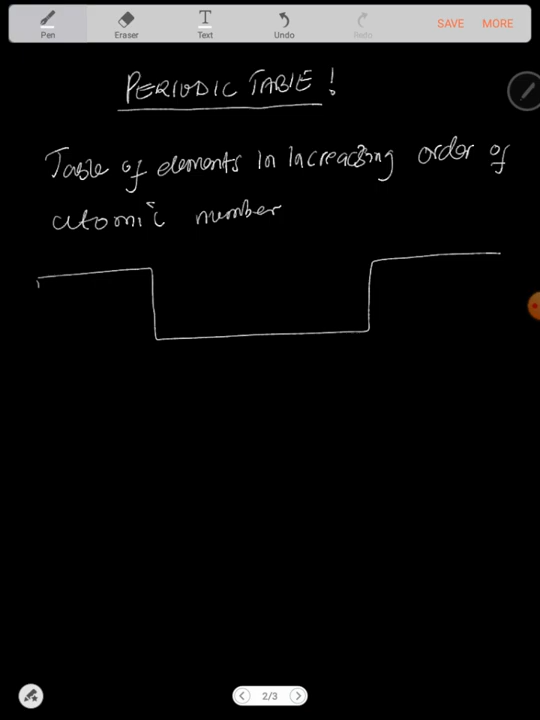 Pen Eraser Text Undo Redo SAVE MORE
PERIODIC TABLE!
Table of elements in Increasing order of
atomic number
2/3